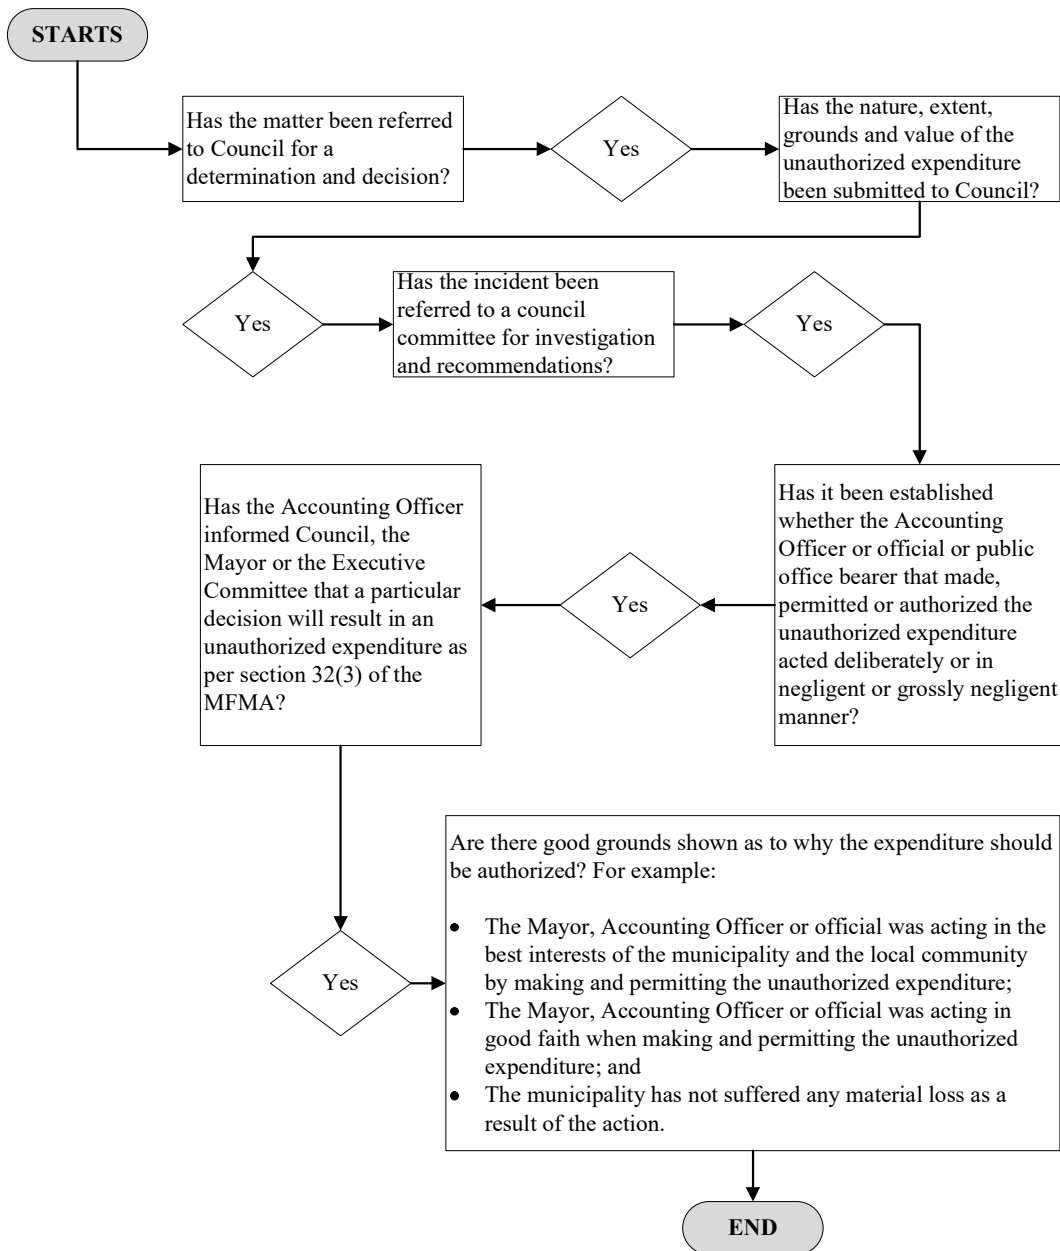 STARTS
Has the matter been referred
to Council for a
determination and decision?
Yes
Has the nature, extent,
grounds and value of the
unauthorized expenditure
been submitted to Council?
Yes
Has the incident been
referred to a council
committee for investigation
and recommendations?
Yes
Has it been established
whether the Accounting
Officer or official or public
office bearer that made,
permitted or authorized the
unauthorized expenditure
acted deliberately or in
negligent or grossly negligent
manner?
Yes
Has the Accounting Officer
informed Council, the
Mayor or the Executive
Committee that a particular
decision will result in an
unauthorized expenditure as
per section 32(3) of the
MFMA?
Yes
Are there good grounds shown as to why the expenditure should
be authorized? For example:
• The Mayor, Accounting Officer or official was acting in the
best interests of the municipality and the local community
by making and permitting the unauthorized expenditure;
• The Mayor, Accounting Officer or official was acting in
good faith when making and permitting the unauthorized
expenditure; and
• The municipality has not suffered any material loss as a
result of the action.
END